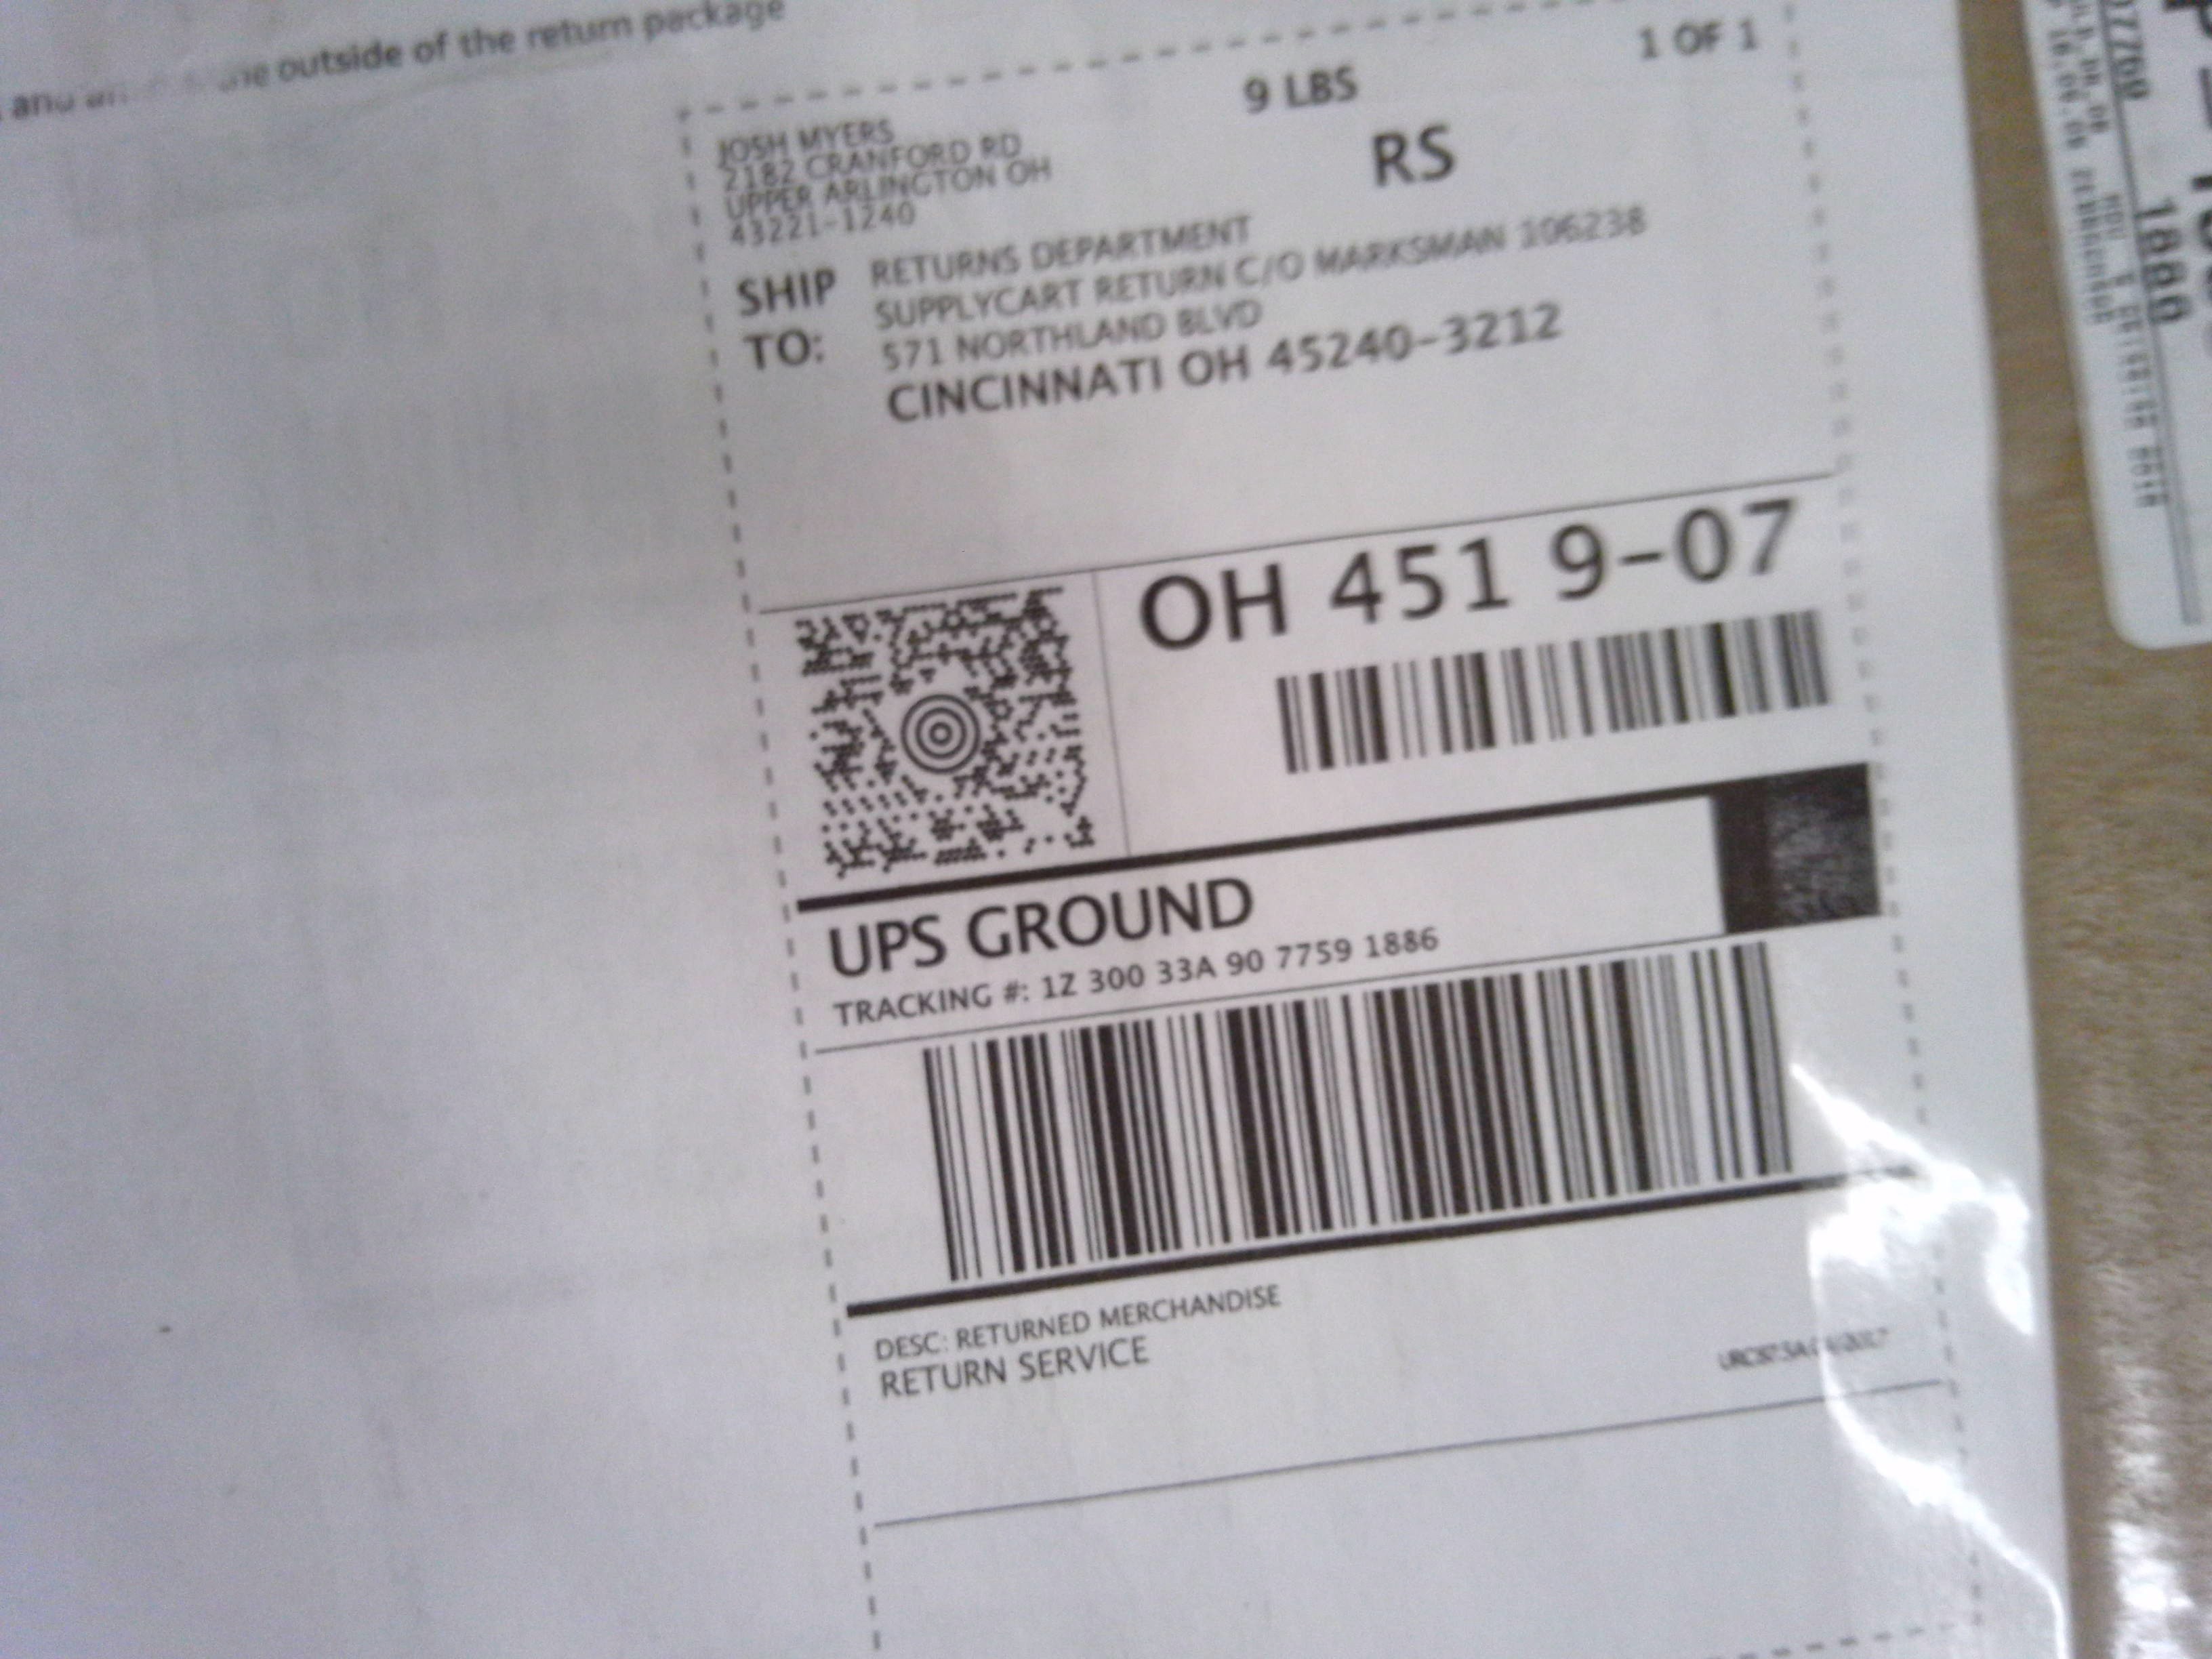 and the outside of the return package
1 OF 1
9 LBS
RS
JOSH MYERS
2182 CRANFORD RD
UPPER ARLINGTON OH
43221-1240
SHIP TO:
RETURNS DEPARTMENT
SUPPLYCART RETURN C/O MARKSMAN 106238
571 NORTHLAND BLVD
CINCINNATI OH 45240-3212
OH 451 9-07
UPS GROUND
TRACKING #: 1Z 300 33A 90 7759 1886
DESC: RETURNED MERCHANDISE
RETURN SERVICE